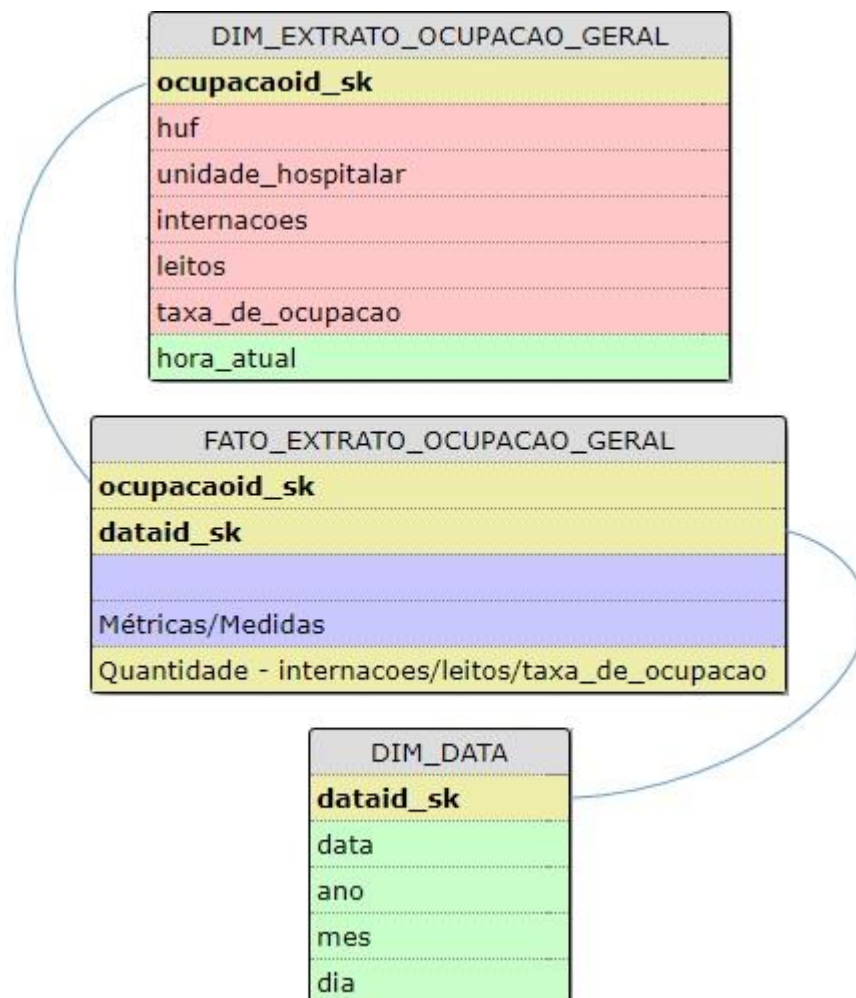 DIM_EXTRATO_OCUPACAO_GERAL
ocupacaoid_sk
huf
unidade_hospitalar
internacoes
leitos
taxa_de_ocupacao
hora_atual
FATO_EXTRATO_OCUPACAO_GERAL
ocupacaoid_sk
dataid_sk
Métricas/Medidas
Quantidade - internacoes/leitos/taxa_de_ocupacao
DIM_DATA
dataid_sk
data
ano
mes
dia